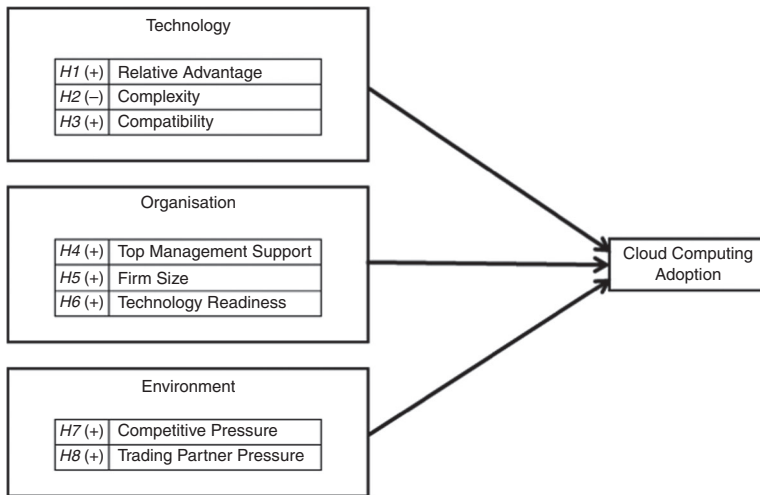 Technology
H1 (+) Relative Advantage
H2 (–) Complexity
H3 (+) Compatibility
Organisation
H4 (+) Top Management Support
H5 (+) Firm Size
H6 (+) Technology Readiness
Cloud Computing
Adoption
Environment
H7 (+) Competitive Pressure
H8 (+) Trading Partner Pressure